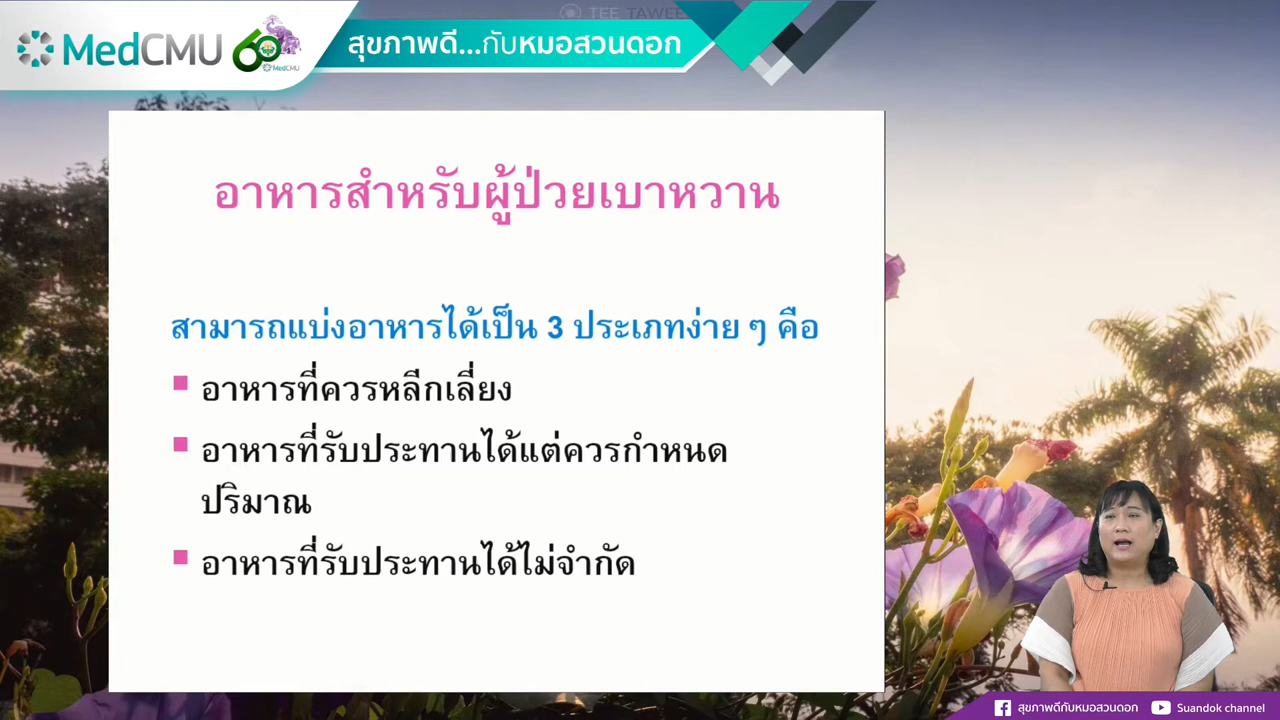 TEE TAWEE
MedCMU
60
MedCMU
สุขภาพดี...กับหมอสวนดอก
อาหารสำหรับผู้ป่วยเบาหวาน
สามารถแบ่งอาหารได้เป็น 3 ประเภทง่าย ๆ คือ
อาหารที่ควรหลีกเลี่ยง
อาหารที่รับประทานได้แต่ควรกำหนด
ปริมาณ
อาหารที่รับประทานได้ไม่จำกัด
สุขภาพดีกับหมอสวนดอก
Suandok channel